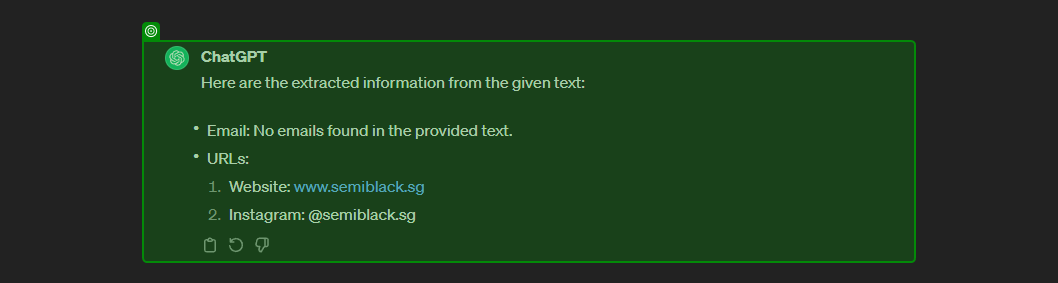 ChatGPT
Here are the extracted information from the given text:
• Email: No emails found in the provided text.
• URLs:
1. Website: www.semiblack.sg
2. Instagram: @semiblack.sg